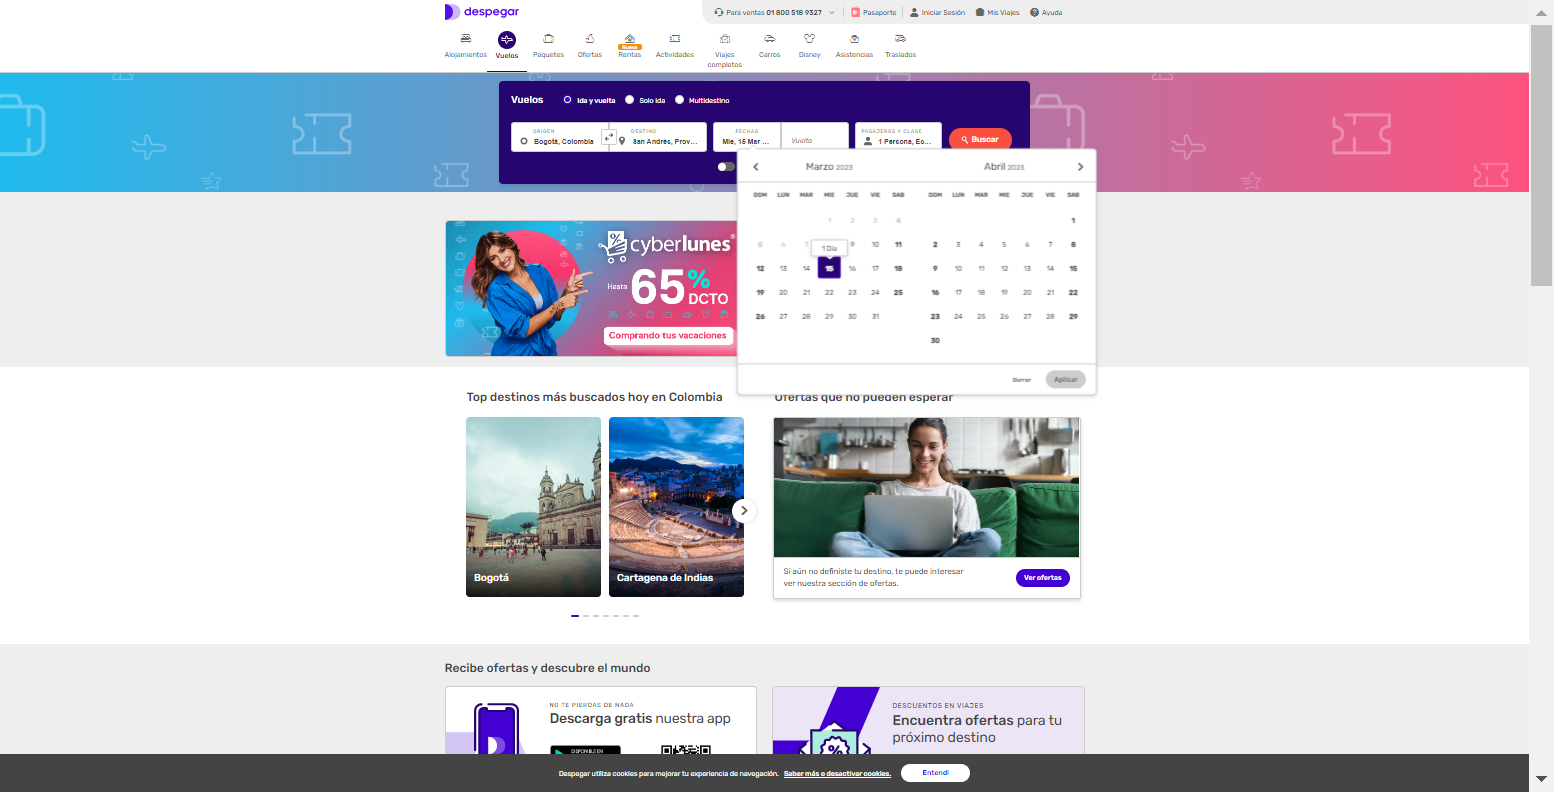 despegar
Para ventas 01 800 518 9327
Pasaporte
Iniciar Sesión
Mis Viajes
Ayuda
Alojamientos
Vuelos
Paquetes
Ofertas
Nuevo
Rentas
Actividades
Viajes
completos
Carros
Disney
Asistencias
Traslados
Vuelos
Ida y vuelta
Solo ida
Multidestino
ORIGEN
Bogotá, Colombia
DESTINO
San Andrés, Prov...
FECHAS
Mie, 15 Mar ...
Vuelta
PASAJEROS Y CLASE
1 Persona, Ec...
Buscar
Marzo 2023
DOM LUN MAR MIE JUE VIE SAB
1 2 3 4
5 6 7 9 10 11
1 Día
12 13 14 15 16 17 18
19 20 21 22 23 24 25
26 27 28 29 30 31
Abril 2023
DOM LUN MAR MIE JUE VIE SAB
1
2 3 4 5 6 7 8
9 10 11 12 13 14 15
16 17 18 19 20 21 22
23 24 25 26 27 28 29
30
Borrar
Aplicar
cyberlunes®
Hasta 65% DCTO
Comprando tus vacaciones
Top destinos más buscados hoy en Colombia
Bogotá
Cartagena de Indias
Ofertas que no pueden esperar
Si aún no definiste tu destino, te puede interesar
ver nuestra sección de ofertas.
Ver ofertas
Recibe ofertas y descubre el mundo
NO TE PIERDAS DE NADA
Descarga gratis nuestra app
DISPONIBLE EN
DESCUENTOS EN VIAJES
Encuentra ofertas para tu
próximo destino
Despegar utiliza cookies para mejorar tu experiencia de navegación. Saber más o desactivar cookies.
Entendí